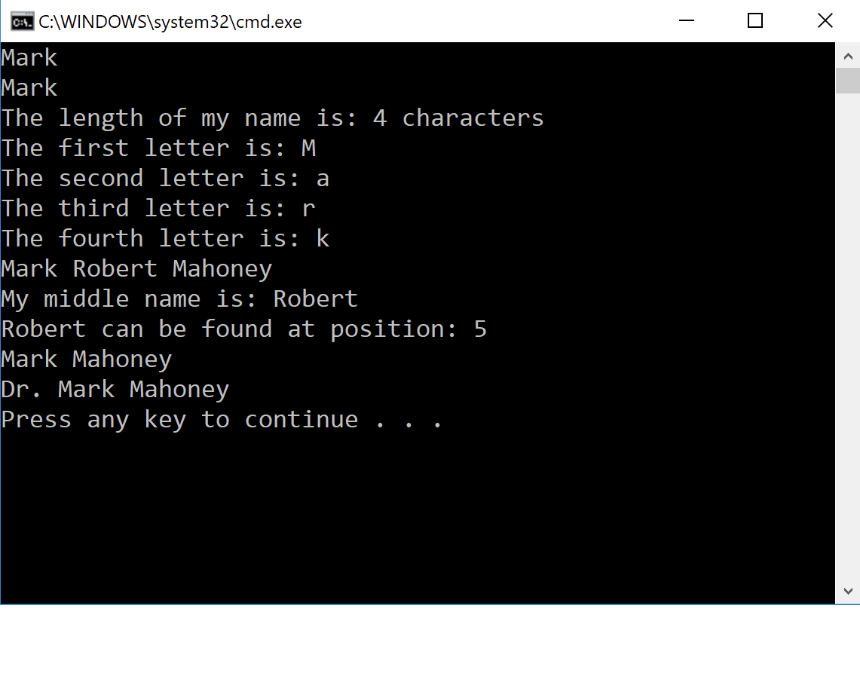 C:\WINDOWS\system32\cmd.exe
Mark
Mark
The length of my name is: 4 characters
The first letter is: M
The second letter is: a
The third letter is: r
The fourth letter is: k
Mark Robert Mahoney
My middle name is: Robert
Robert can be found at position: 5
Mark Mahoney
Dr. Mark Mahoney
Press any key to continue . . .